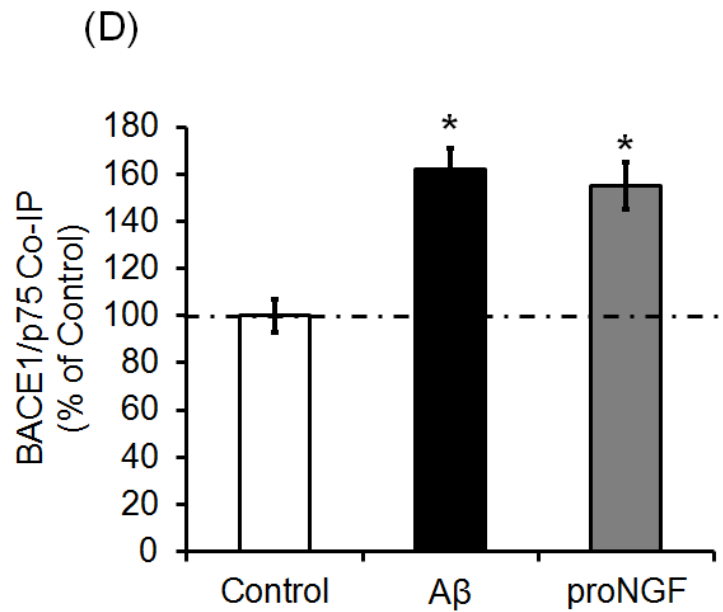 (D)
BACE1/p75 Co-IP
(% of Control)
180
160
140
120
100
80
60
40
20
0
*
*
Control
Aβ
proNGF